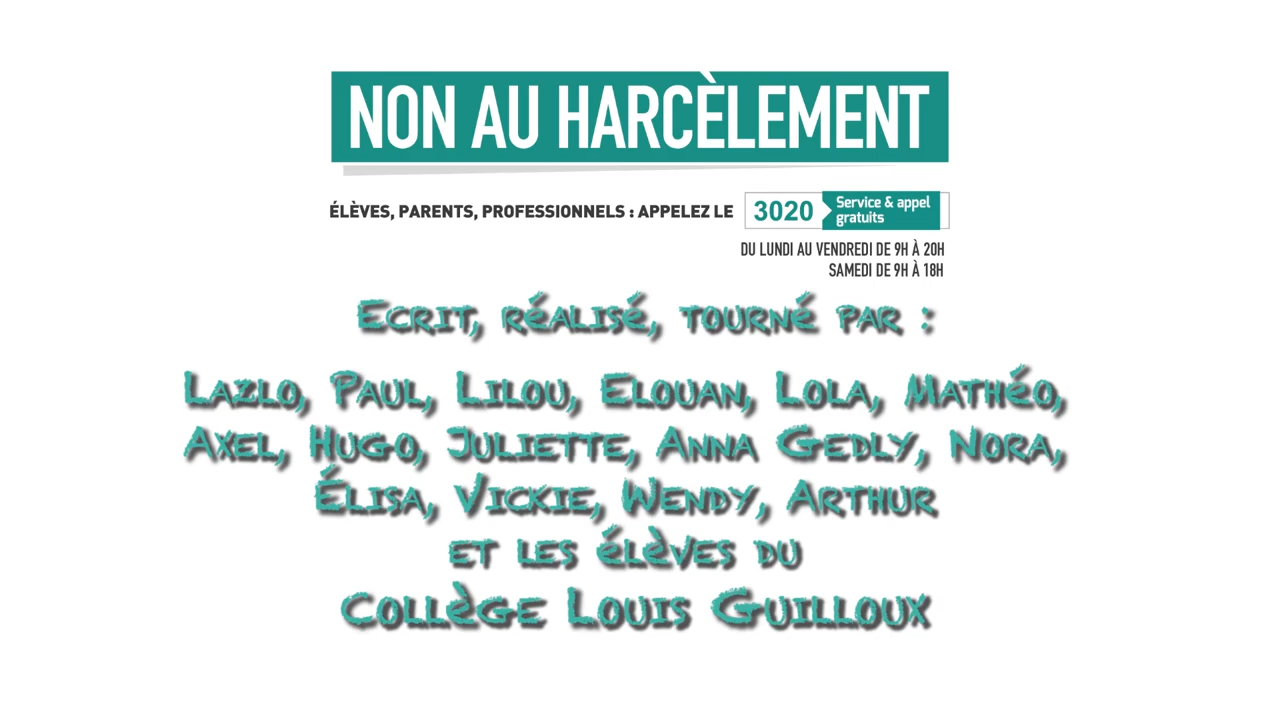 NON AU HARCÈLEMENT
ÉLÈVES, PARENTS, PROFESSIONNELS : APPELEZ LE 3020 Service & appel gratuits
DU LUNDI AU VENDREDI DE 9H À 20H
SAMEDI DE 9H À 18H
Ecrit, réalisé, tourné par :
Lazlo, Paul, Lilou, Elouan, Lola, Mathéo,
Axel, Hugo, Juliette, Anna Gedly, Nora,
Élisa, Vickie, Wendy, Arthur
et les élèves du
Collège Louis Guilloux